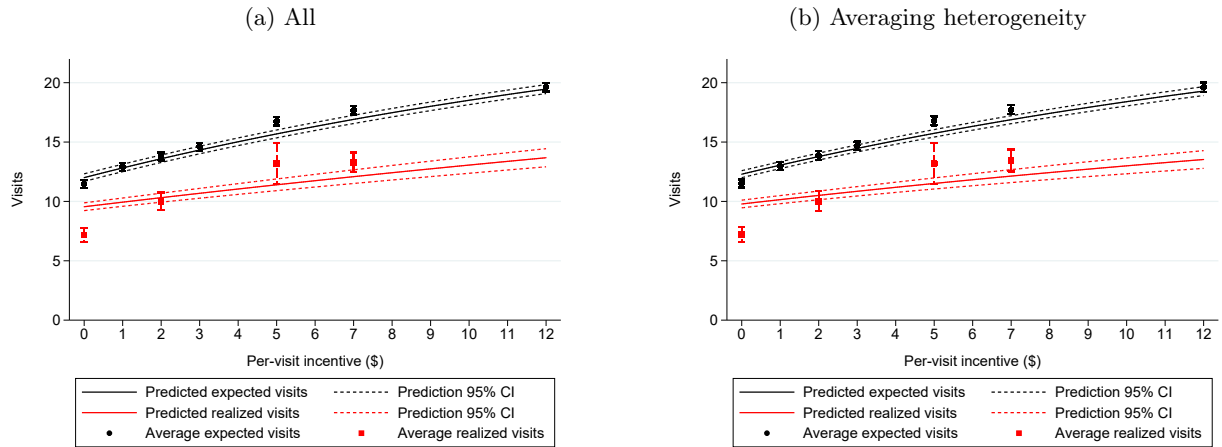 (a) All
Visits
20
15
10
5
0
0 1 2 3 4 5 6 7 8 9 10 11 12
Per-visit incentive ($)
Predicted expected visits
Prediction 95% CI
Predicted realized visits
Prediction 95% CI
Average expected visits
Average realized visits
(b) Averaging heterogeneity
Visits
20
15
10
5
0
0 1 2 3 4 5 6 7 8 9 10 11 12
Per-visit incentive ($)
Predicted expected visits
Prediction 95% CI
Predicted realized visits
Prediction 95% CI
Average expected visits
Average realized visits